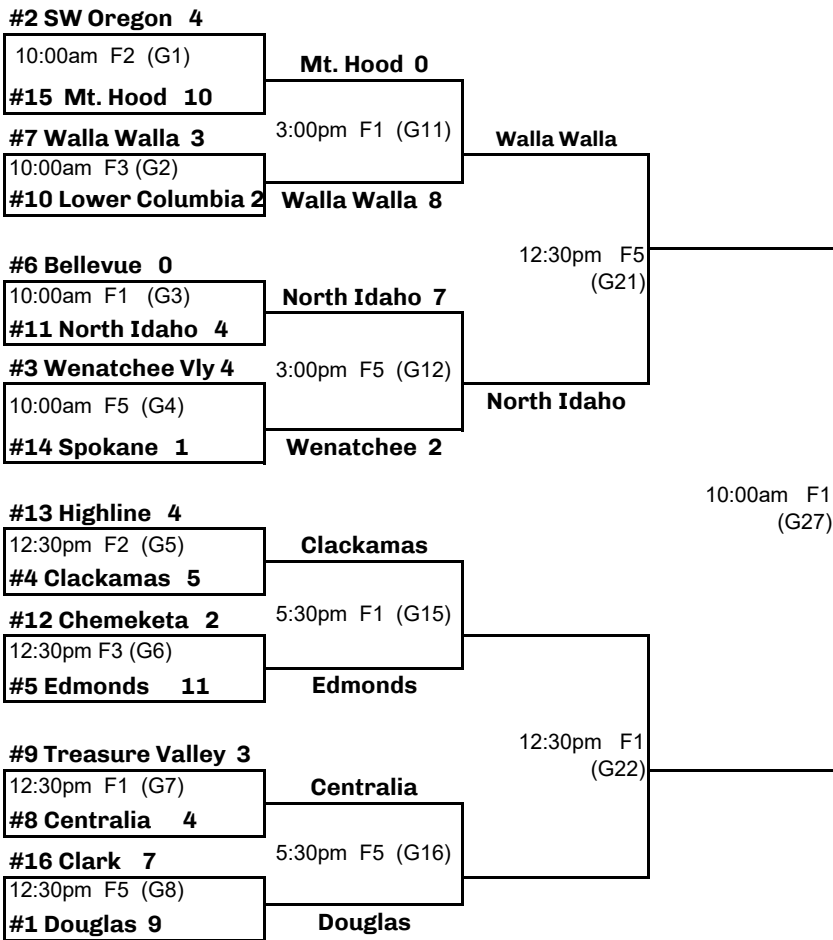 #2 SW Oregon 4
10:00am F2 (G1)
Mt. Hood 0
#15 Mt. Hood 10
3:00pm F1 (G11)
#7 Walla Walla 3
Walla Walla
10:00am F3 (G2)
#10 Lower Columbia 2
Walla Walla 8
12:30pm F5
(G21)
#6 Bellevue 0
10:00am F1 (G3)
North Idaho 7
#11 North Idaho 4
#3 Wenatchee Vly 4
3:00pm F5 (G12)
10:00am F5 (G4)
North Idaho
#14 Spokane 1
Wenatchee 2
10:00am F1
(G27)
#13 Highline 4
12:30pm F2 (G5)
Clackamas
#4 Clackamas 5
#12 Chemeketa 2
5:30pm F1 (G15)
12:30pm F3 (G6)
#5 Edmonds 11
Edmonds
12:30pm F1
(G22)
#9 Treasure Valley 3
12:30pm F1 (G7)
Centralia
#8 Centralia 4
#16 Clark 7
5:30pm F5 (G16)
12:30pm F5 (G8)
#1 Douglas 9
Douglas